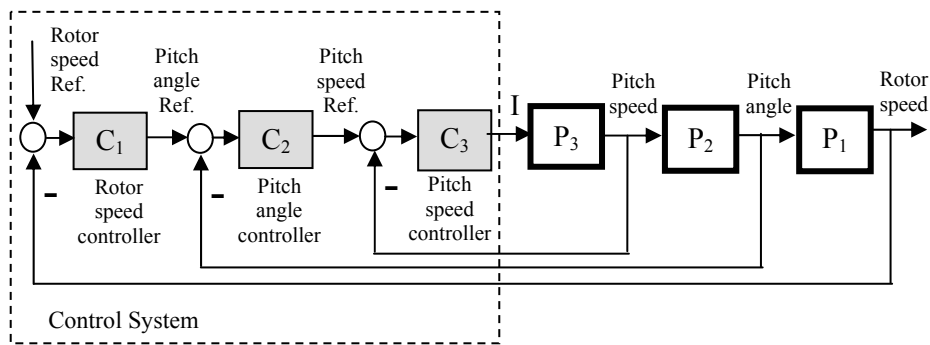 Rotor
speed
Ref.
Pitch
angle
Ref.
Pitch
speed
Ref.
I
Pitch
speed
Pitch
angle
Rotor
speed
C₁
C₂
C₃
P₃
P₂
P₁
-
-
-
Rotor
speed
controller
Pitch
angle
controller
Pitch
speed
controller
Control System